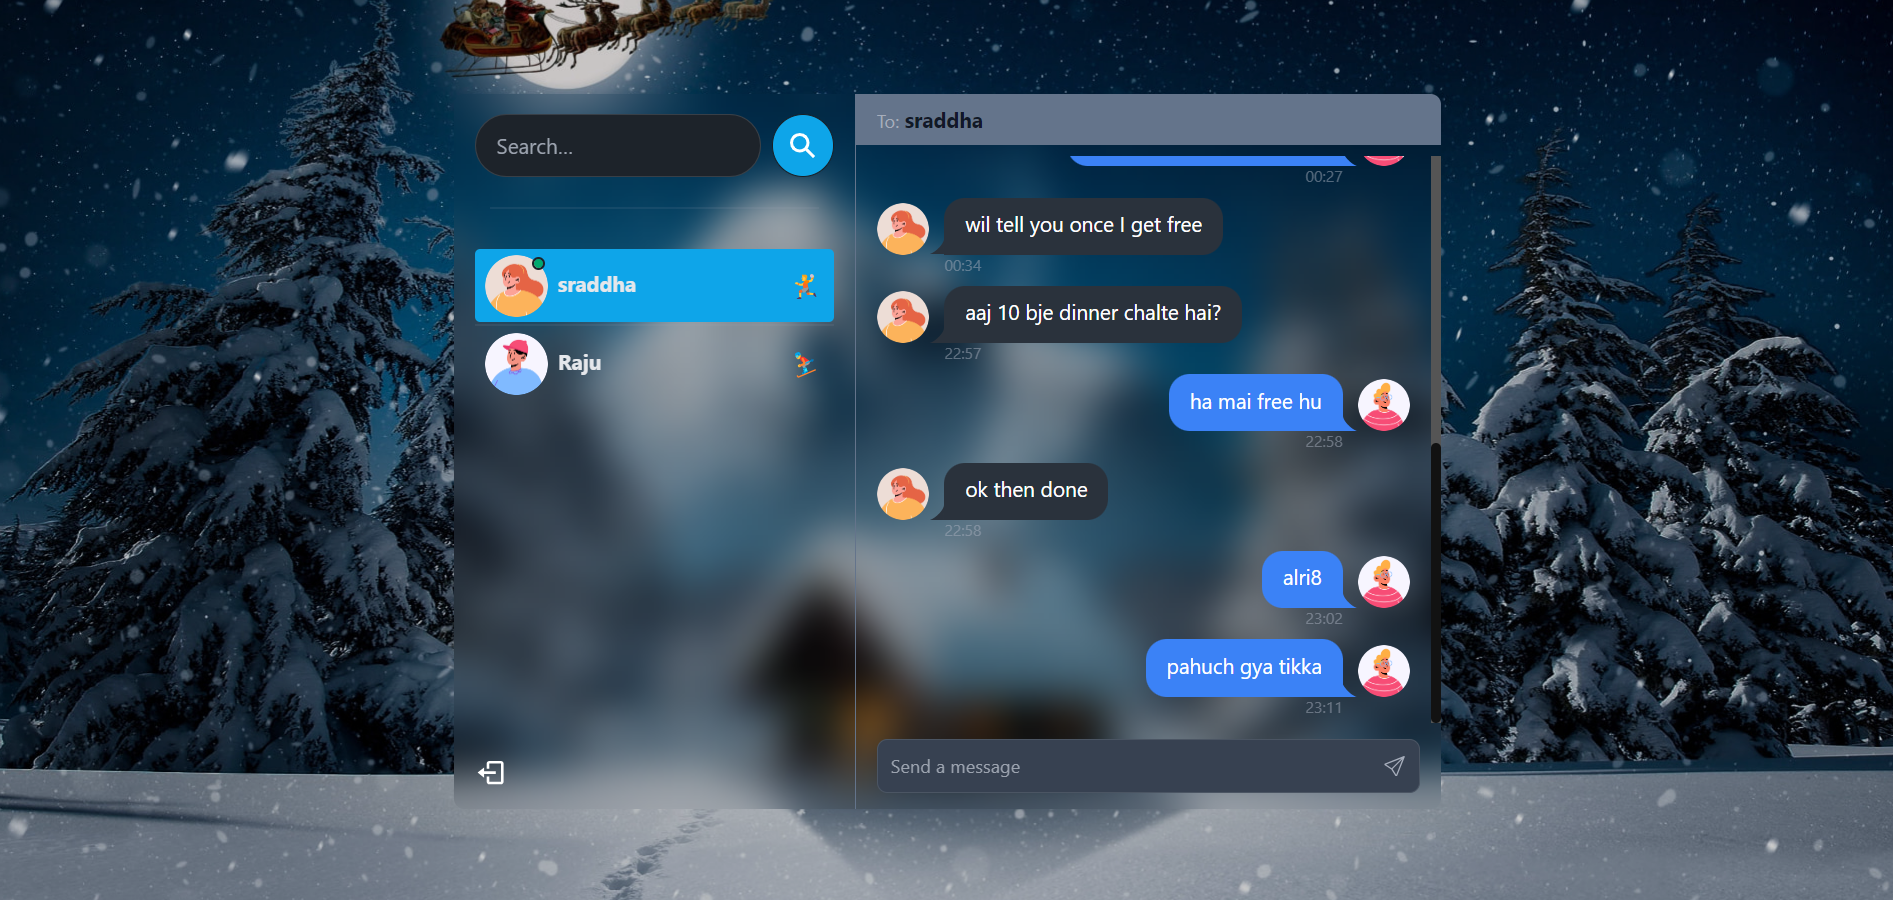 Search...
sraddha
Raju
To: sraddha
00:27
wil tell you once I get free
00:34
aaj 10 bje dinner chalte hai?
22:57
ha mai free hu
22:58
ok then done
22:58
alri8
23:02
pahuch gya tikka
23:11
Send a message